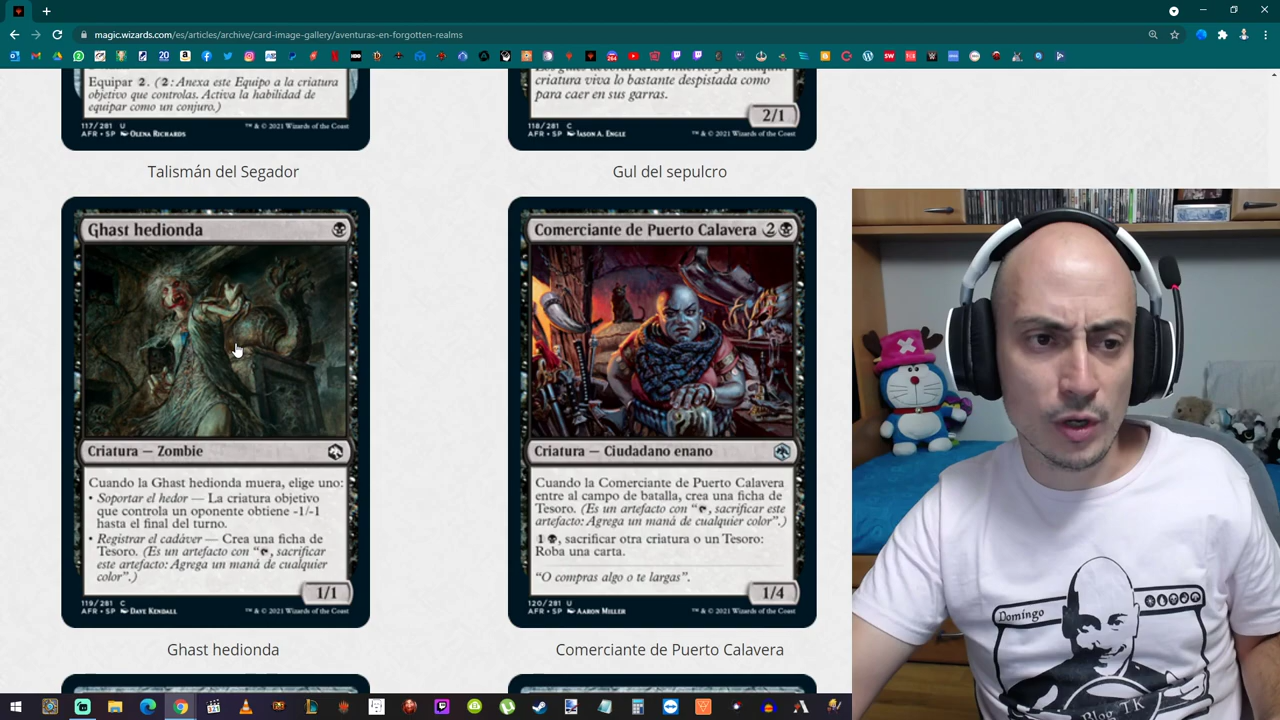 magic.wizards.com/es/articles/archive/card-image-gallery/aventuras-en-forgotten-realms
Equipar 2. (2: Anexa este Equipo a la criatura
objetivo que controlas. Activa la habilidad de
equipar como un conjuro.)
117/281 U
AFR • SP Olena Richards
™ & © 2021 Wizards of the Coast
Talismán del Segador
criatura viva lo bastante despistada como
para caer en sus garras.
2/1
118/281 C
AFR • SP Jason A. Engle
™ & © 2021 Wizards of the Coast
Gul del sepulcro
Ghast hedionda
Criatura — Zombie
Cuando la Ghast hedionda muera, elige uno:
• Soportar el hedor — La criatura objetivo
que controla un oponente obtiene -1/-1
hasta el final del turno.
• Registrar el cadáver — Crea una ficha de
Tesoro. (Es un artefacto con “, sacrificar
este artefacto: Agrega un maná de cualquier
color”.)
1/1
119/281 C
AFR • SP Dave Kendall
™ & © 2021 Wizards of the Coast
Ghast hedionda
Comerciante de Puerto Calavera 2
Criatura — Ciudadano enano
Cuando la Comerciante de Puerto Calavera
entre al campo de batalla, crea una ficha de
Tesoro. (Es un artefacto con “, sacrificar este
artefacto: Agrega un maná de cualquier color”.)
1, sacrificar otra criatura o un Tesoro:
Roba una carta.
“O compras algo o te largas”.
1/4
120/281 U
AFR • SP Aaron Miller
™ & © 2021 Wizards of the Coast
Comerciante de Puerto Calavera
Domingo
Blog TK